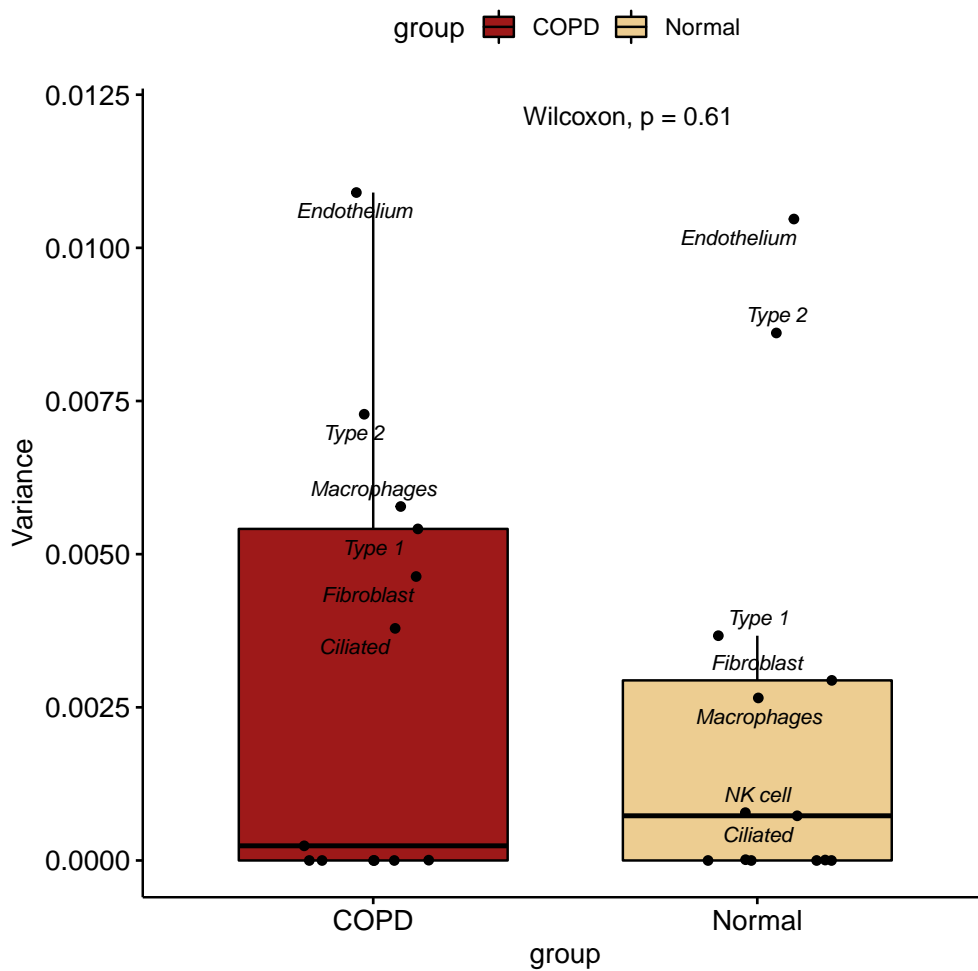 group COPD Normal
Wilcoxon, p = 0.61
Variance
0.0125
0.0100
0.0075
0.0050
0.0025
0.0000
Endothelium
Type 2
Macrophages
Type 1
Fibroblast
Ciliated
Endothelium
Type 2
Type 1
Fibroblast
Macrophages
NK cell
Ciliated
COPD Normal
group